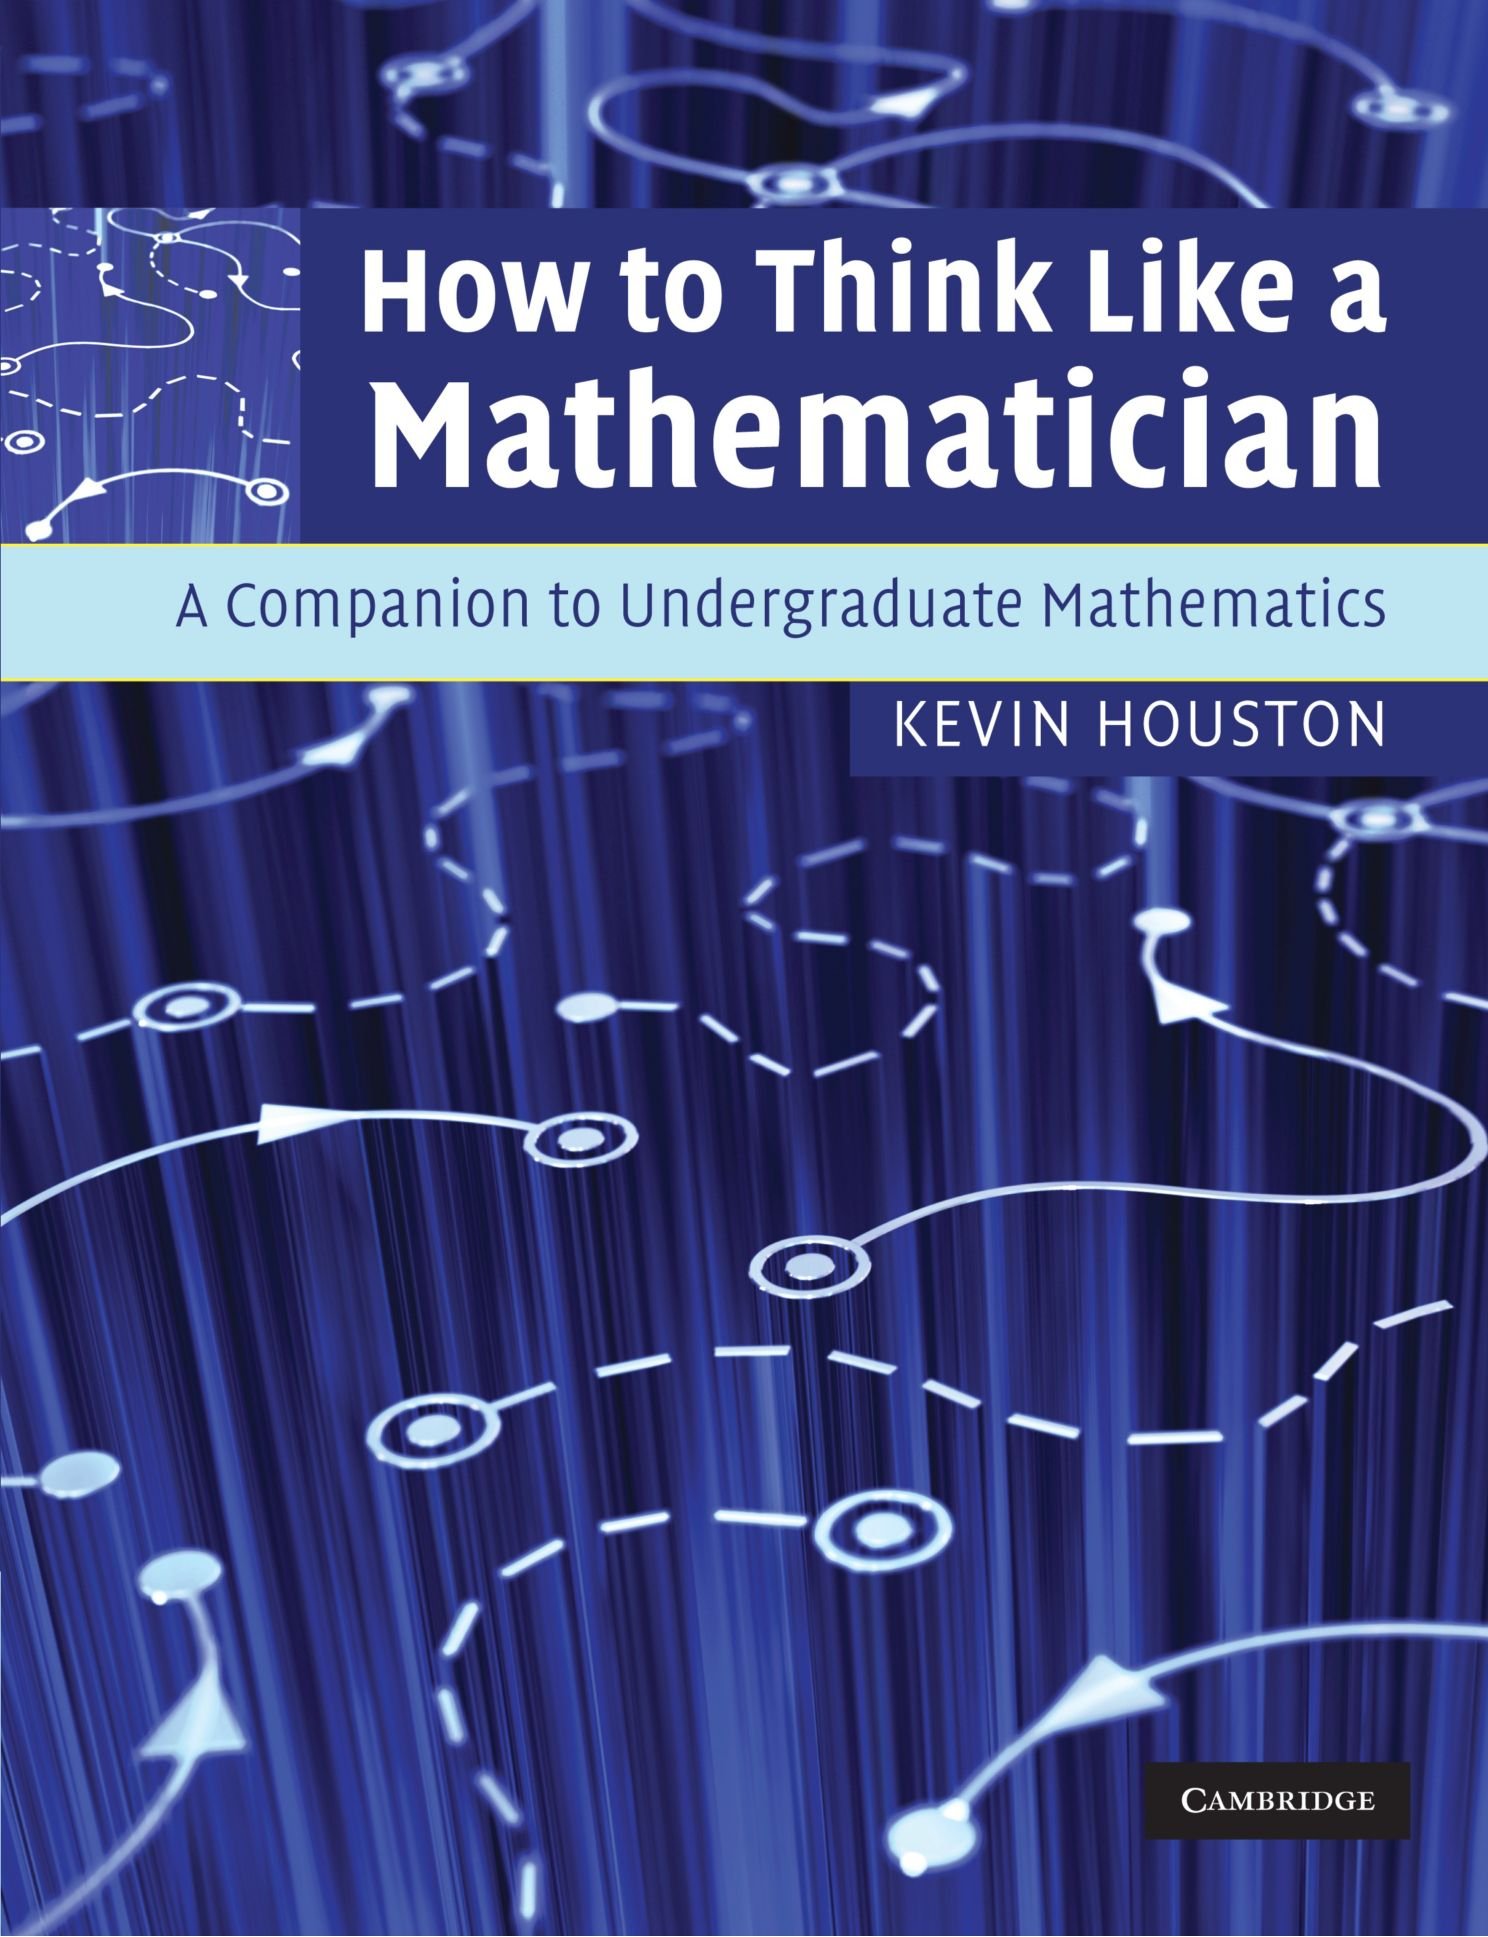 How to Think Like a
Mathematician
A Companion to Undergraduate Mathematics
KEVIN HOUSTON
CAMBRIDGE